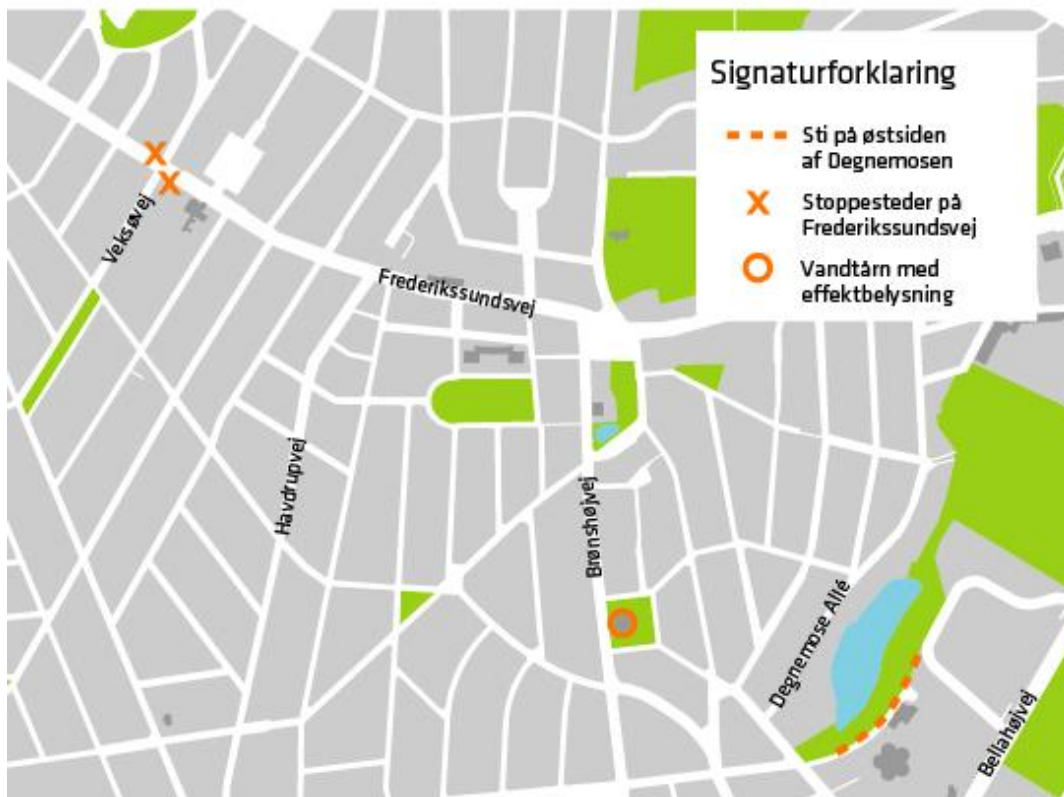 Signaturforklaring
Sti på østsiden
af Degnemosen
X Stoppesteder på
Frederikssundsvej
Vandtårn med
effektbelysning
X
X
Veksøvej
Frederikssundsvej
Havdrupvej
Brønshøjvej
Degnemose Allé
Bellahøjvej